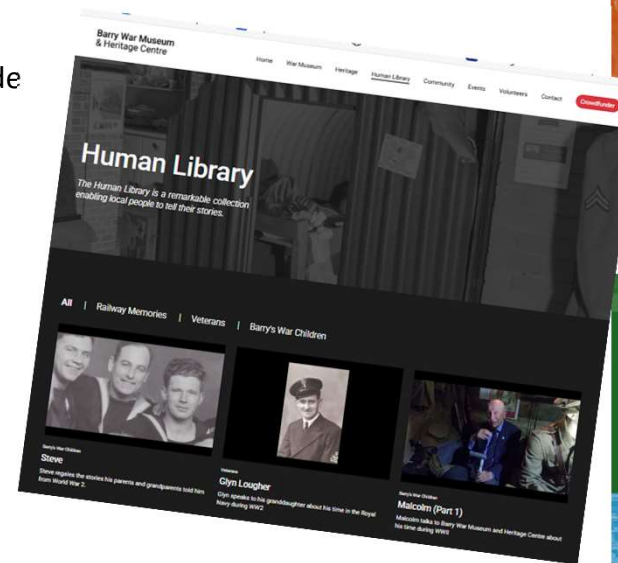 de
Barry War Museum
& Heritage Centre
Home War Museum Heritage Human Library Community Events Volunteers Contact Crowdfunder
Human Library
The Human Library is a remarkable collection
enabling local people to tell their stories.
All | Railway Memories | Veterans | Barry's War Children
Barry's War Children
Steve
Steve regales the stories his parents and grandparents told him
from World War 2.
Veterans
Glyn Lougher
Glyn speaks to his granddaughter about his time in the Royal
Navy during WW2
Barry's War Children
Malcolm (Part 1)
Malcolm talks to Barry War Museum and Heritage Centre about
his time during WWII